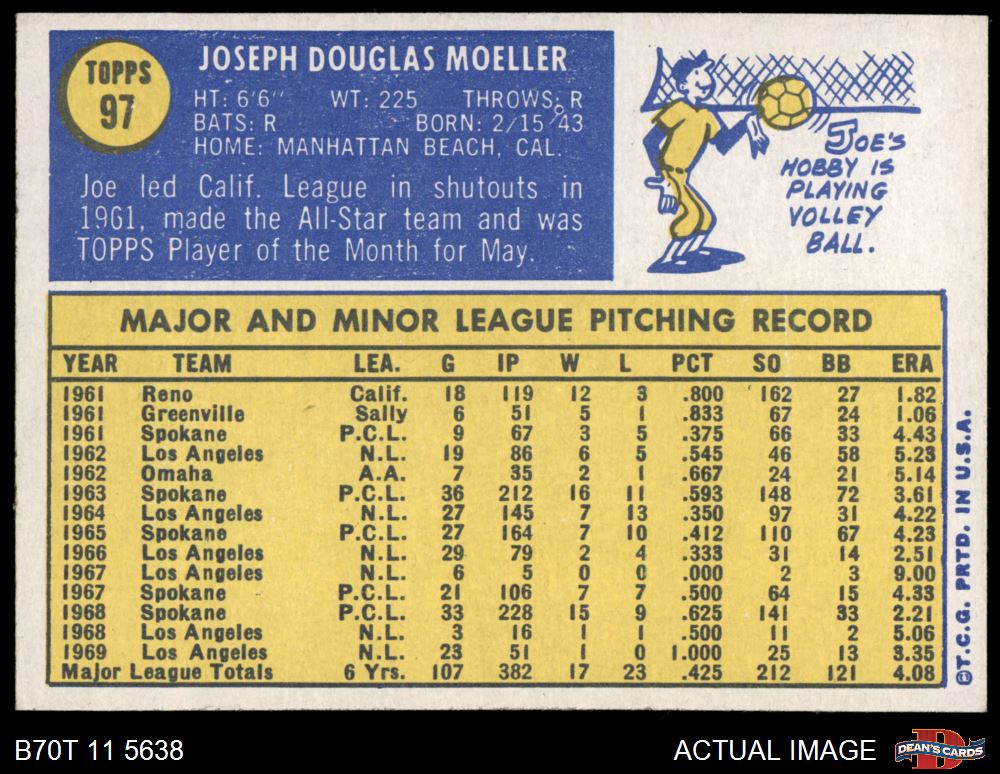 TOPPS
97
JOSEPH DOUGLAS MOELLER
HT: 6'6" WT: 225 THROWS: R
BATS: R BORN: 2/15/43
HOME: MANHATTAN BEACH, CAL.
Joe led Calif. League in shutouts in
1961, made the All-Star team and was
TOPPS Player of the Month for May.
JOE'S
HOBBY IS
PLAYING
VOLLEY
BALL.
MAJOR AND MINOR LEAGUE PITCHING RECORD
YEAR TEAM LEA. G IP W L PCT SO BB ERA
1961 Reno Calif. 18 119 12 3 .800 162 27 1.82
1961 Greenville Sally 6 51 5 1 .833 67 24 1.06
1961 Spokane P.C.L. 9 67 3 5 .375 66 33 4.43
1962 Los Angeles N.L. 19 86 6 5 .545 46 58 5.23
1962 Omaha A.A. 7 35 2 1 .667 24 21 5.14
1963 Spokane P.C.L. 36 212 16 11 .593 148 72 3.61
1964 Los Angeles N.L. 27 145 7 13 .350 97 31 4.22
1965 Spokane P.C.L. 27 164 7 10 .412 110 67 4.23
1966 Los Angeles N.L. 29 79 2 4 .333 31 14 2.51
1967 Los Angeles N.L. 6 5 0 0 .000 2 3 9.00
1967 Spokane P.C.L. 21 106 7 7 .500 64 15 4.33
1968 Spokane P.C.L. 33 228 15 9 .625 141 33 2.21
1968 Los Angeles N.L. 3 16 1 1 .500 11 2 5.06
1969 Los Angeles N.L. 23 51 1 0 1.000 25 13 3.35
Major League Totals 6 Yrs. 107 382 17 23 .425 212 121 4.08
©T.C.G. PRTD. IN U.S.A.
B70T 11 5638
ACTUAL IMAGE
DEAN'S CARDS